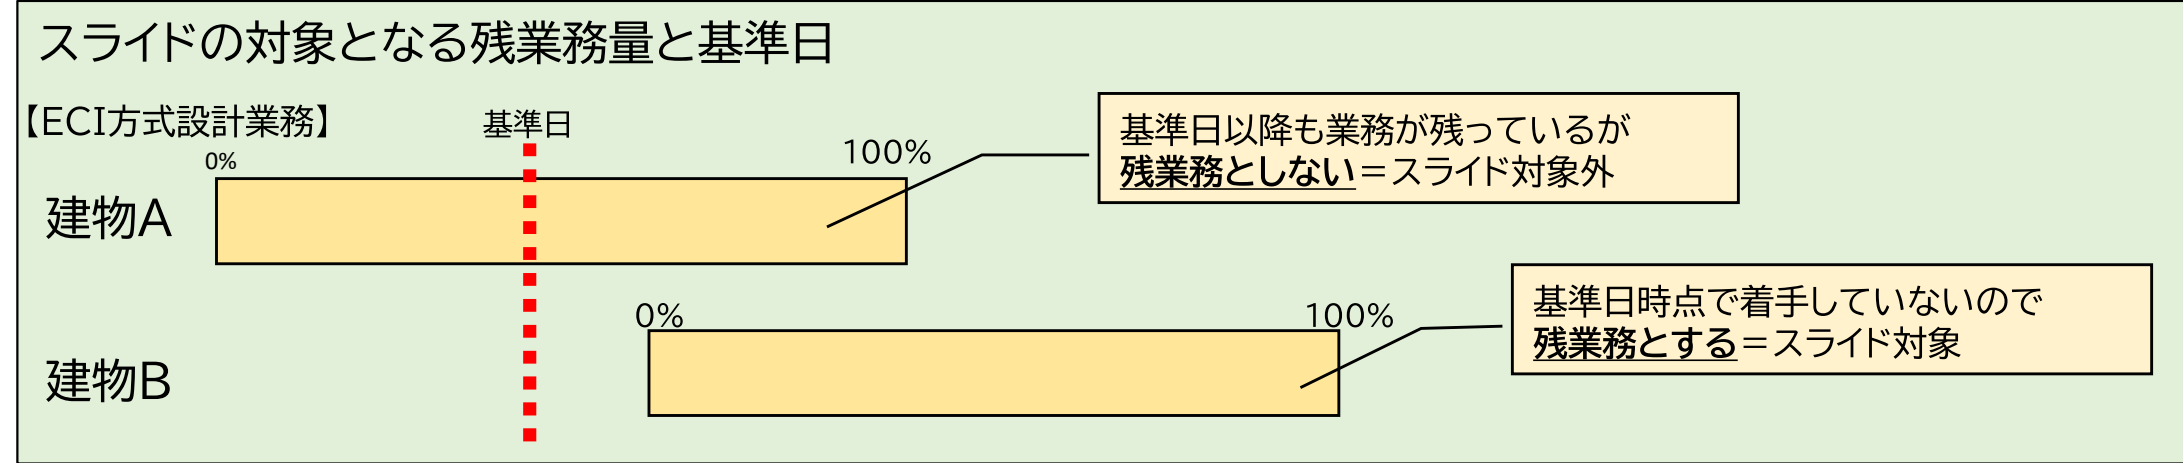 スライドの対象となる残業務量と基準日
【ECI方式設計業務】
基準日
0%
100%
建物A
基準日以降も業務が残っているが
残業務としない＝スライド対象外
0%
100%
建物B
基準日時点で着手していないので
残業務とする＝スライド対象